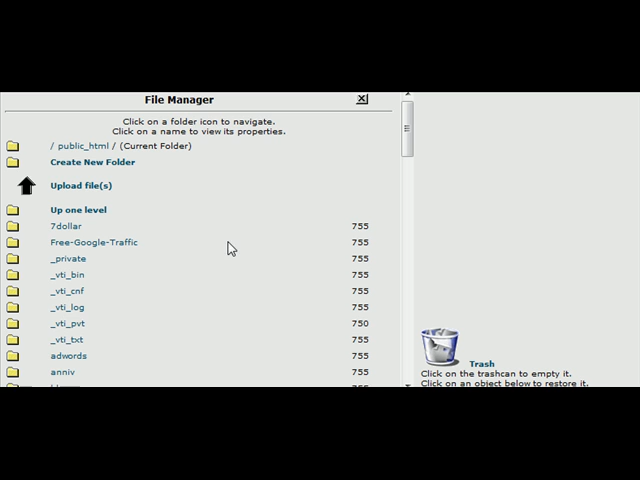 File Manager
Click on a folder icon to navigate.
Click on a name to view its properties.
/ public_html / (Current Folder)
Create New Folder
Upload file(s)
Up one level
7dollar 755
Free-Google-Traffic 755
_private 755
_vti_bin 755
_vti_cnf 755
_vti_log 755
_vti_pvt 750
_vti_txt 755
adwords 755
anniv 755
Trash
Click on the trashcan to empty it.
Click on an object below to restore it.